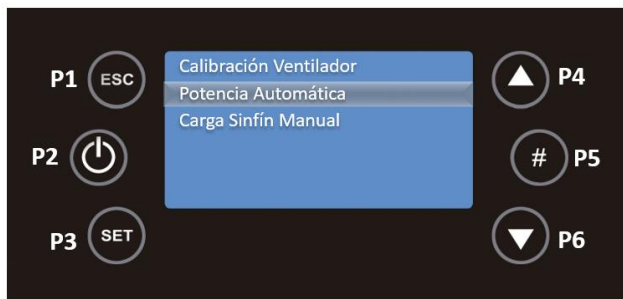 P1 ESC
P2
P3 SET
Calibración Ventilador
Potencia Automática
Carga Sinfín Manual
P4
# P5
P6